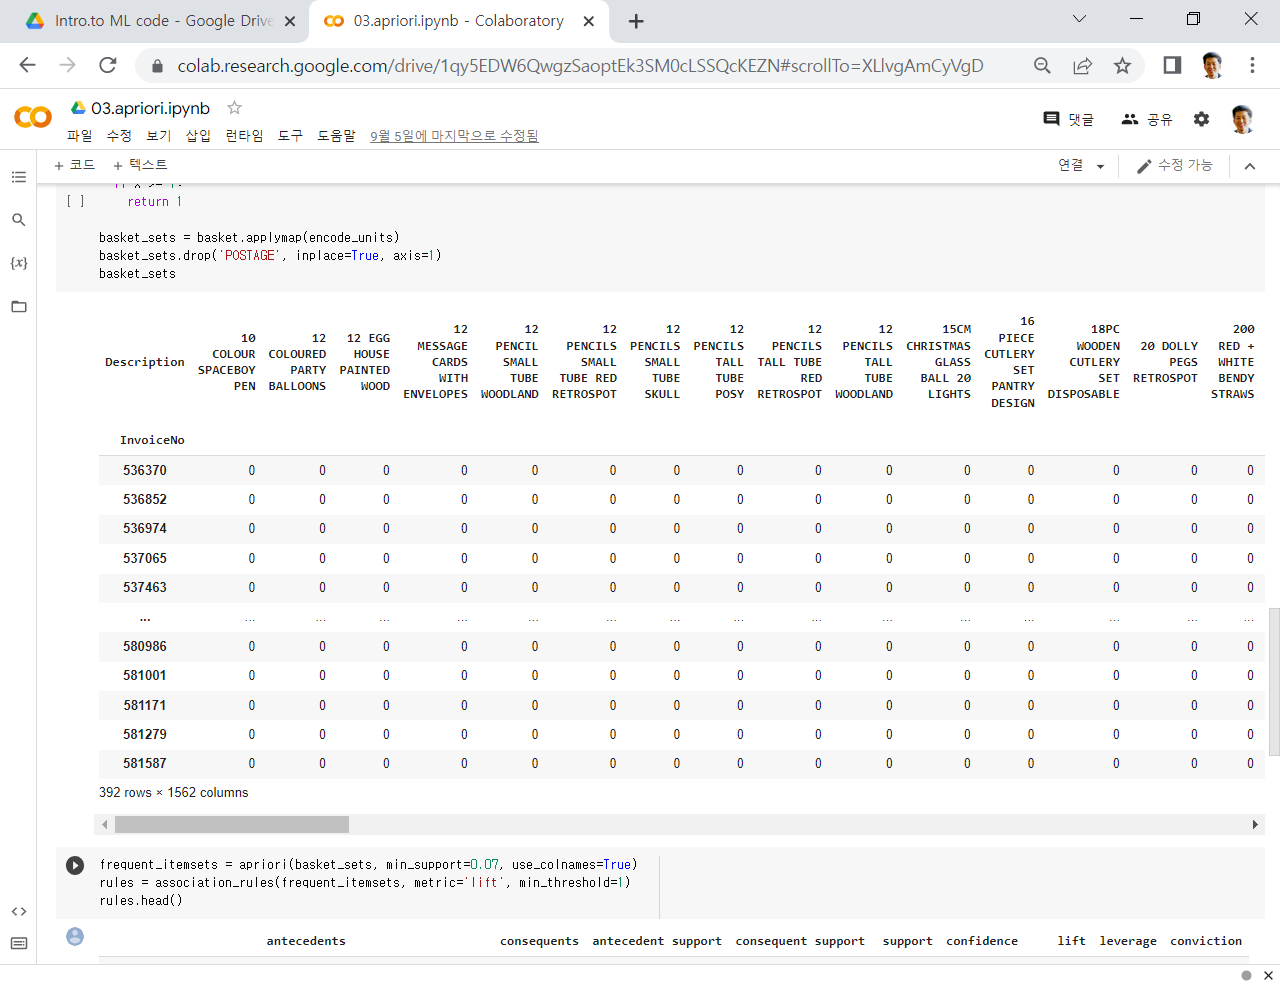 Intro.to ML code - Google Drive
03.apriori.ipynb - Colaboratory
colab.research.google.com/drive/1qy5EDW6QwgzSaoptEk3SM0cLSSQcKEZN#scrollTo=XLlvgAmCyVgD
03.apriori.ipynb
파일 수정 보기 삽입 런타임 도구 도움말 9월 5일에 마지막으로 수정됨
댓글 공유
+ 코드 + 텍스트
연결 수정 가능
[ ] return 1
basket_sets = basket.applymap(encode_units)
basket_sets.drop('POSTAGE', inplace=True, axis=1)
basket_sets
Description 10 COLOUR SPACEBOY PEN 12 COLOURED PARTY BALLOONS 12 EGG HOUSE PAINTED WOOD 12 MESSAGE CARDS WITH ENVELOPES 12 PENCIL SMALL TUBE WOODLAND 12 PENCILS SMALL TUBE RED RETROSPOT 12 PENCILS SMALL TUBE SKULL 12 PENCILS TALL TUBE POSY 12 PENCILS TALL TUBE RED RETROSPOT 12 PENCILS TALL TUBE WOODLAND 15CM CHRISTMAS GLASS BALL 20 LIGHTS 16 PIECE CUTLERY SET PANTRY DESIGN 18PC WOODEN CUTLERY SET DISPOSABLE 20 DOLLY PEGS RETROSPOT 200 RED + WHITE BENDY STRAWS
InvoiceNo
536370 0 0 0 0 0 0 0 0 0 0 0 0 0 0 0
536852 0 0 0 0 0 0 0 0 0 0 0 0 0 0 0
536974 0 0 0 0 0 0 0 0 0 0 0 0 0 0 0
537065 0 0 0 0 0 0 0 0 0 0 0 0 0 0 0
537463 0 0 0 0 0 0 0 0 0 0 0 0 0 0 0
... ... ... ... ... ... ... ... ... ... ... ... ... ... ... ...
580986 0 0 0 0 0 0 0 0 0 0 0 0 0 0 0
581001 0 0 0 0 0 0 0 0 0 0 0 0 0 0 0
581171 0 0 0 0 0 0 0 0 0 0 0 0 0 0 0
581279 0 0 0 0 0 0 0 0 0 0 0 0 0 0 0
581587 0 0 0 0 0 0 0 0 0 0 0 0 0 0 0
392 rows × 1562 columns
frequent_itemsets = apriori(basket_sets, min_support=0.07, use_colnames=True)
rules = association_rules(frequent_itemsets, metric='lift', min_threshold=1)
rules.head()
antecedents consequents antecedent support consequent support support confidence lift leverage conviction